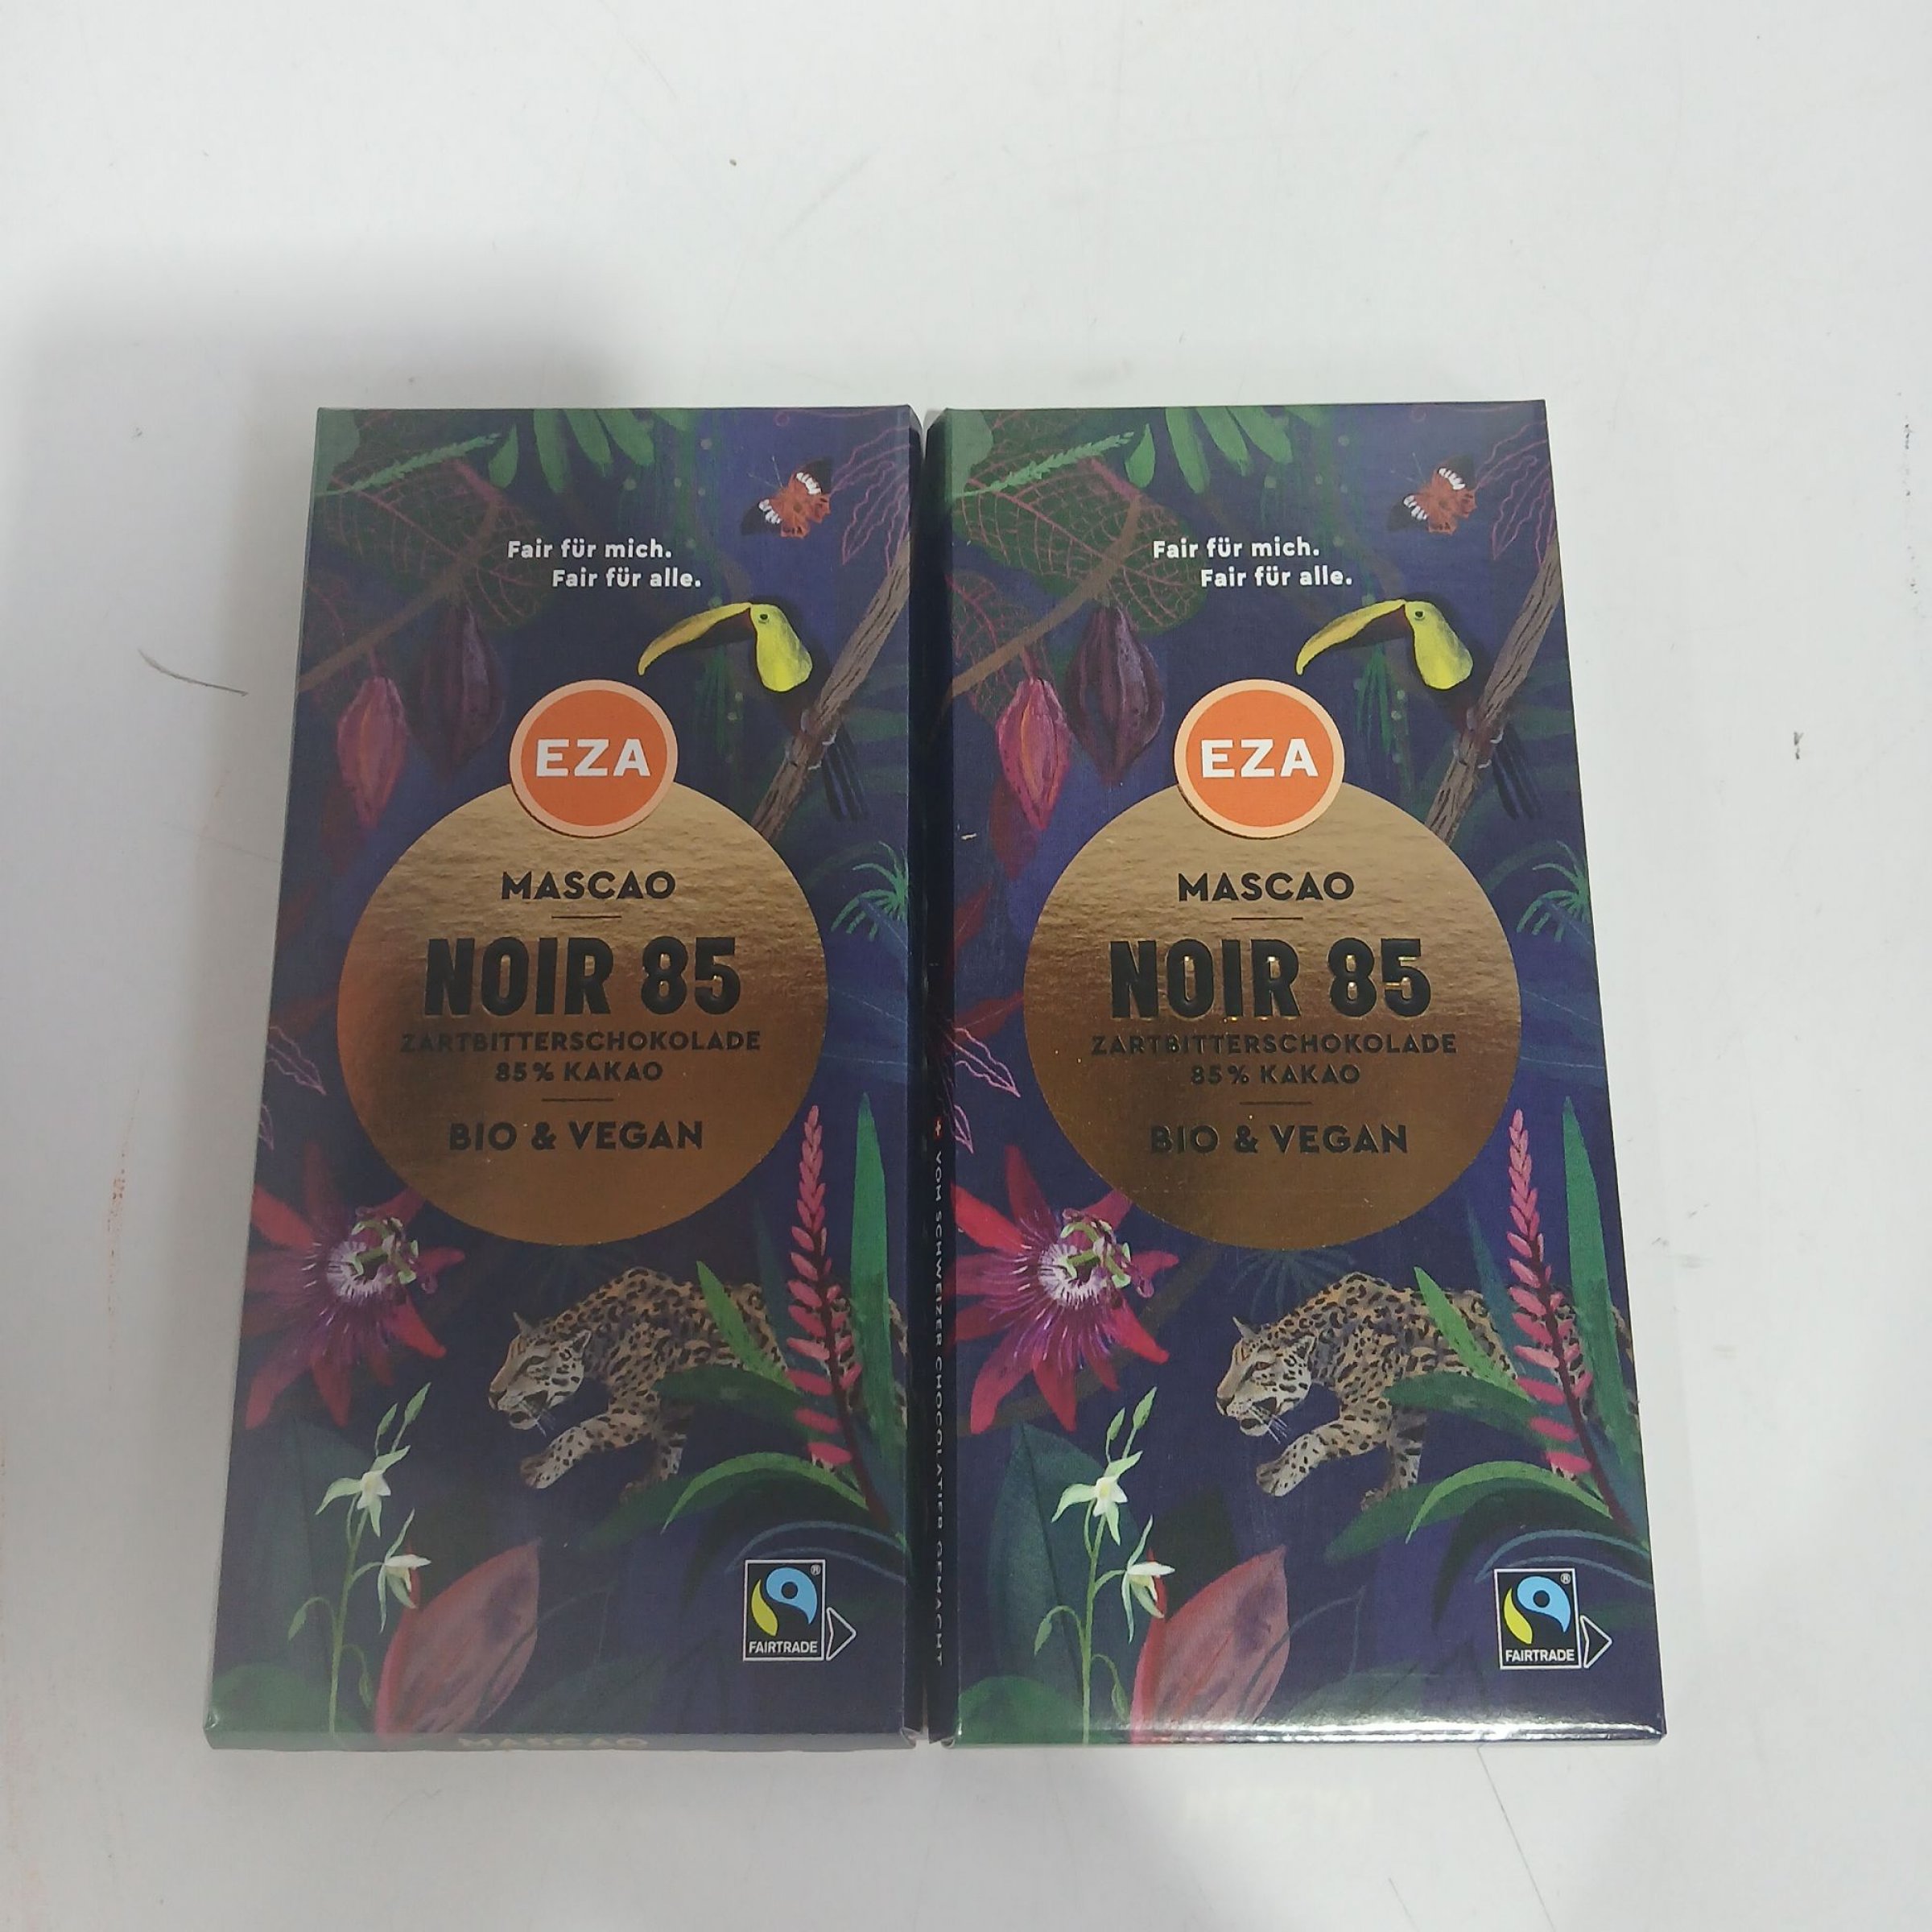 Fair für mich.
Fair für alle.
EZA
MASCAO
NOIR 85
ZARTBITTERSCHOKOLADE
85% KAKAO
BIO & VEGAN
FAIRTRADE
MASCAO
VOM SCHWEIZER CHOCOLATIER GEMACHT
Fair für mich.
Fair für alle.
EZA
MASCAO
NOIR 85
ZARTBITTERSCHOKOLADE
85% KAKAO
BIO & VEGAN
FAIRTRADE